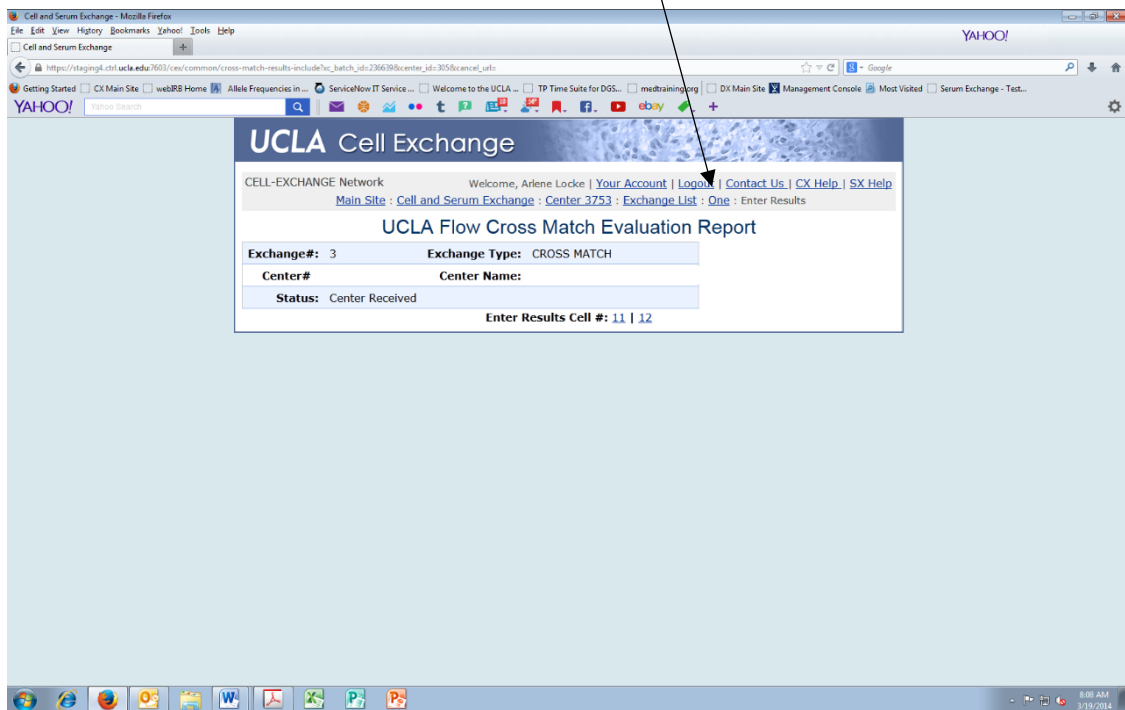 Cell and Serum Exchange - Mozilla Firefox
File Edit View History Bookmarks Yahoo! Tools Help
YAHOO!
Cell and Serum Exchange +
https://staging4.ctrl.ucla.edu:7603/cex/common/cross-match-results-include?xc_batch_id=236639&center_id=305&cancel_url=
Google
Getting Started CX Main Site webIRB Home Allele Frequencies in ... ServiceNow IT Service ... Welcome to the UCLA ... TP Time Suite for DGS... medtraining.org DX Main Site Management Console Most Visited Serum Exchange - Test...
YAHOO! Yahoo Search ebay +
UCLA Cell Exchange
CELL-EXCHANGE Network Welcome, Arlene Locke | Your Account | Logout | Contact Us | CX Help | SX Help
Main Site : Cell and Serum Exchange : Center 3753 : Exchange List : One : Enter Results
UCLA Flow Cross Match Evaluation Report
Exchange#: 3 Exchange Type: CROSS MATCH
Center# Center Name:
Status: Center Received
Enter Results Cell #: 11 | 12
8:08 AM
3/19/2014